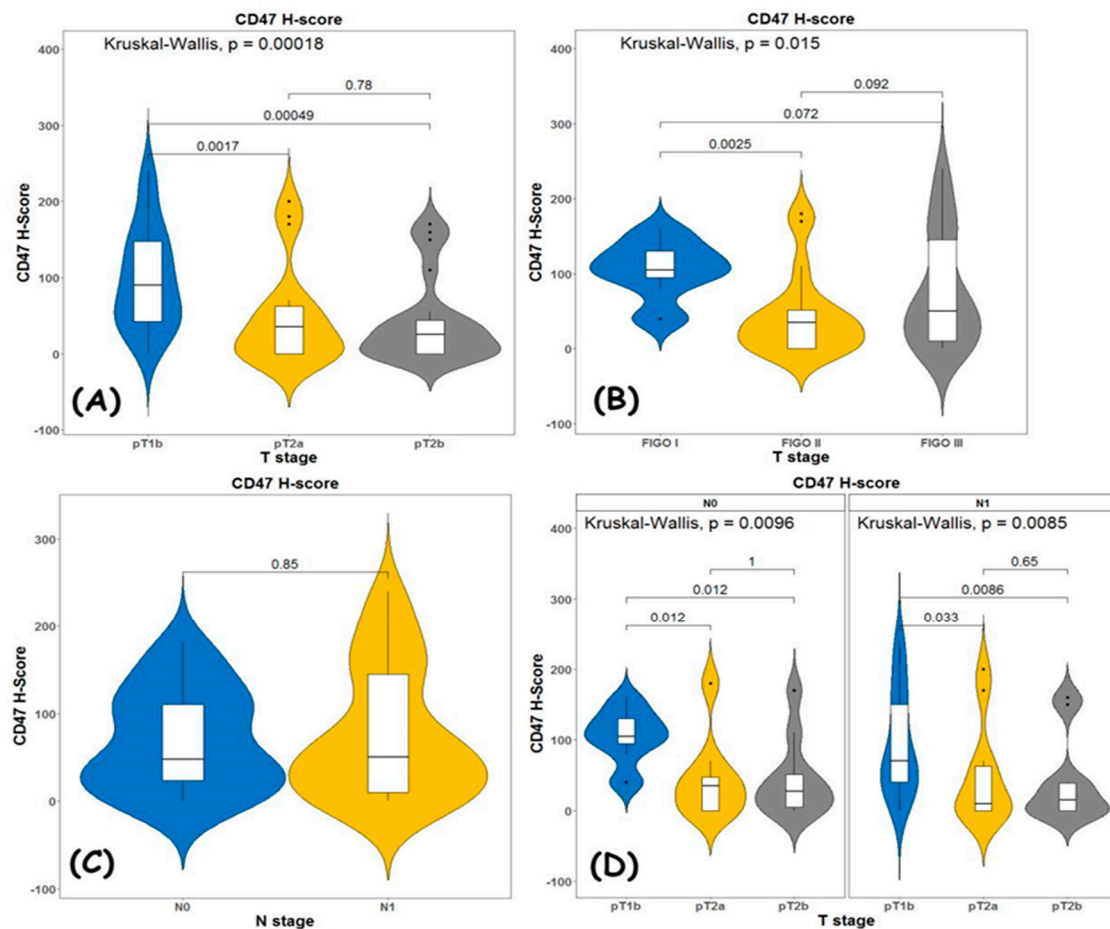 CD47 H-score
Kruskal-Wallis, p = 0.00018
400
300
200
100
0
-100
CD47 H-Score
0.78
0.00049
0.0017
(A)
pT1b
pT2a
pT2b
T stage
CD47 H-score
Kruskal-Wallis, p = 0.015
400
300
200
100
0
-100
CD47 H-Score
0.092
0.072
0.0025
(B)
FIGO I
FIGO II
FIGO III
T stage
CD47 H-score
300
200
100
0
-100
CD47 H-Score
0.85
(C)
N0
N1
N stage
CD47 H-score
N0
N1
Kruskal-Wallis, p = 0.0096
Kruskal-Wallis, p = 0.0085
400
300
200
100
0
-100
CD47 H-Score
1
0.012
0.012
0.65
0.0086
0.033
(D)
pT1b
pT2a
pT2b
pT1b
pT2a
pT2b
T stage